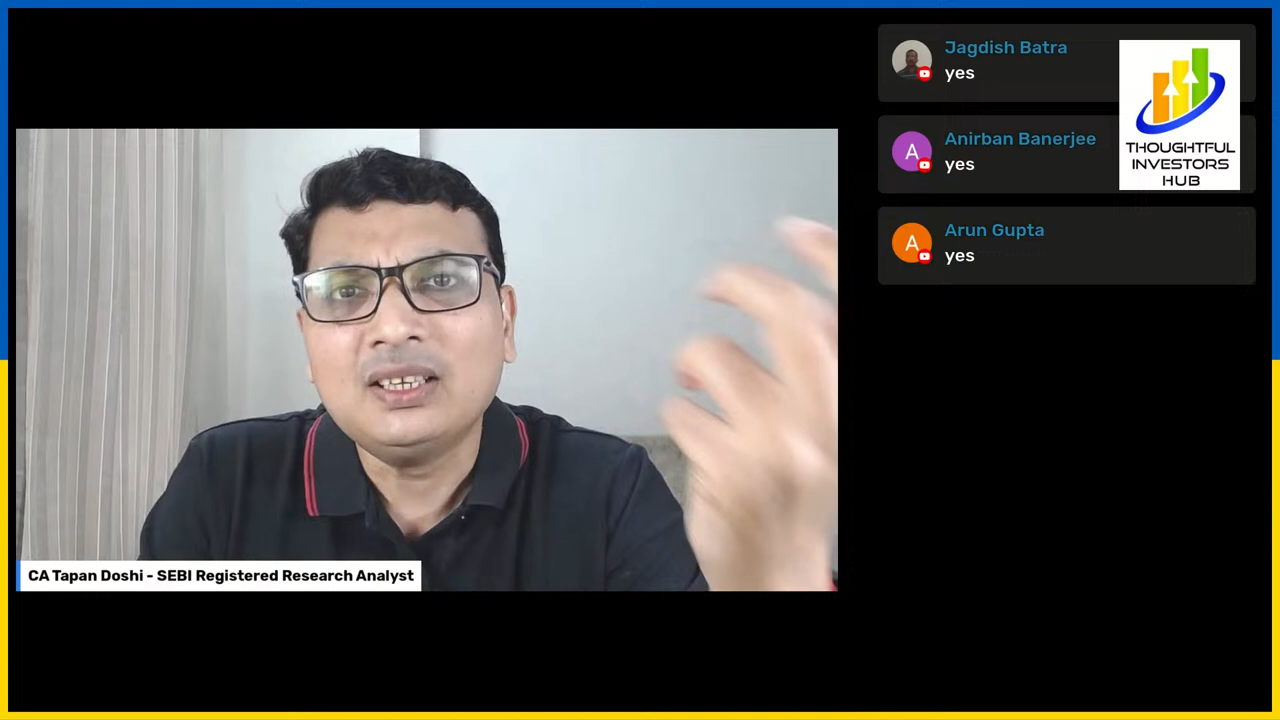 Jagdish Batra
yes
A
Anirban Banerjee
yes
A
Arun Gupta
yes
THOUGHTFUL
INVESTORS
HUB
CA Tapan Doshi - SEBI Registered Research Analyst